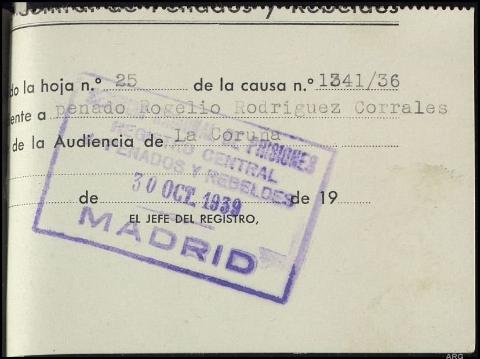 de Penados y Rebeldes
do la hoja n.º 25 de la causa n.º 1341/36
ente a penado Rogelio Rodríguez Corrales
de la Audiencia de La Coruña
PRISIONES
REGISTRO CENTRAL
PENADOS Y REBELDES
30 OCT. 1939
MADRID
de de 19
EL JEFE DEL REGISTRO,
ARG